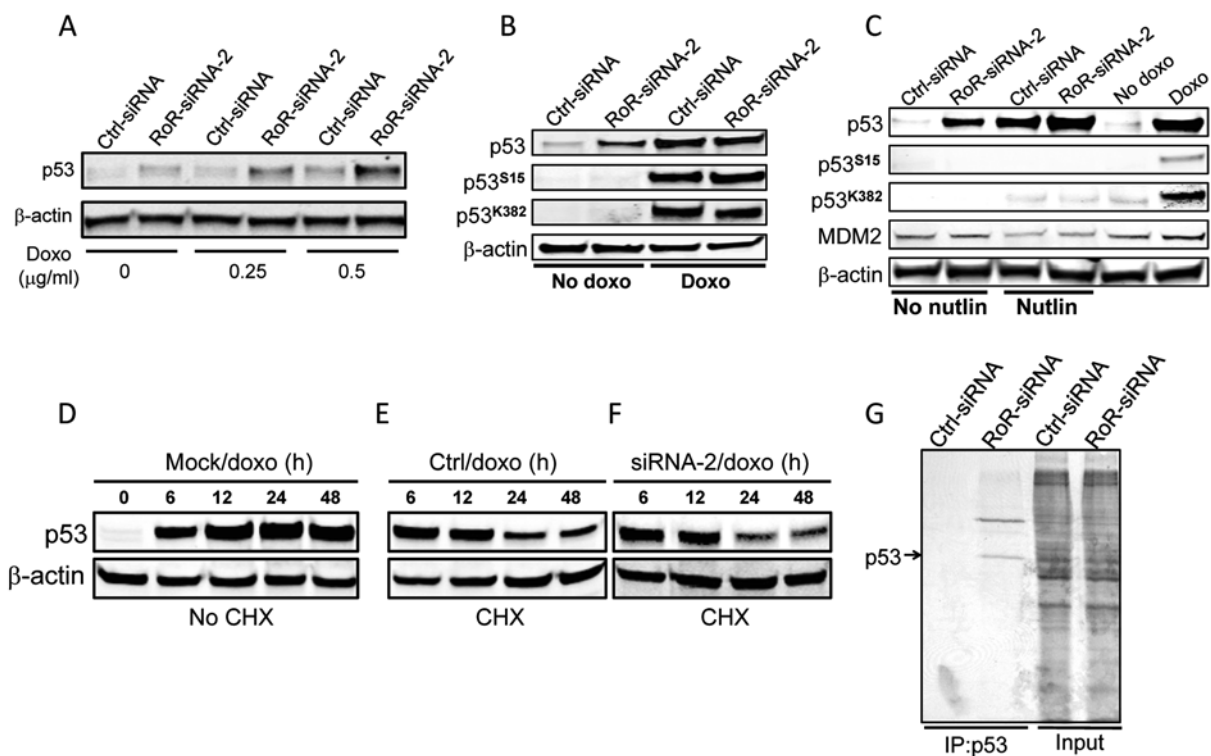 A
Ctrl-siRNA
RoR-siRNA-2
Ctrl-siRNA
RoR-siRNA-2
Ctrl-siRNA
RoR-siRNA-2
p53
β-actin
Doxo
(µg/ml)
0
0.25
0.5
B
Ctrl-siRNA
RoR-siRNA-2
Ctrl-siRNA
RoR-siRNA-2
p53
p53S15
p53K382
β-actin
No doxo
Doxo
C
Ctrl-siRNA
RoR-siRNA-2
Ctrl-siRNA
RoR-siRNA-2
No doxo
Doxo
p53
p53S15
p53K382
MDM2
β-actin
No nutlin
Nutlin
D
Mock/doxo (h)
0 6 12 24 48
p53
β-actin
No CHX
E
Ctrl/doxo (h)
6 12 24 48
CHX
F
siRNA-2/doxo (h)
6 12 24 48
CHX
G
Ctrl-siRNA
RoR-siRNA
Ctrl-siRNA
RoR-siRNA
p53
IP:p53
Input